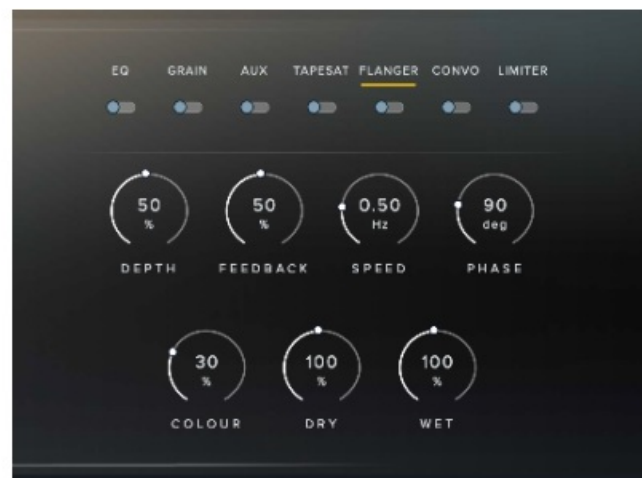 EQ GRAIN AUX TAPESAT FLANGER CONVO LIMITER
50 50 0.50 90
% % Hz deg
DEPTH FEEDBACK SPEED PHASE
30 100 100
% % %
COLOUR DRY WET